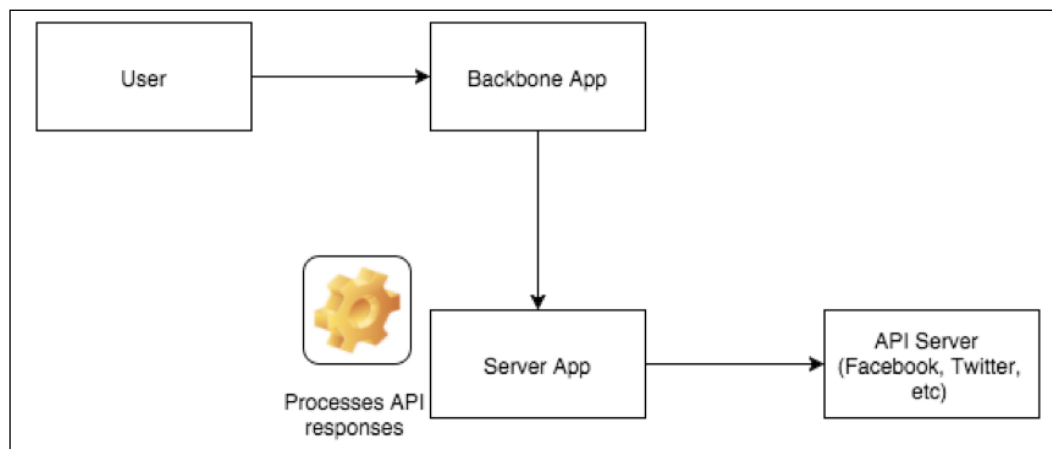 User
Backbone App
Processes API
responses
Server App
API Server
(Facebook, Twitter,
etc)